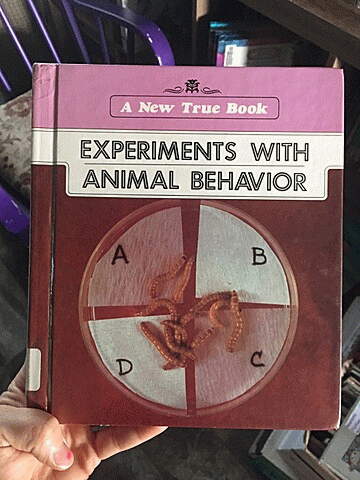 A New True Book
EXPERIMENTS WITH
ANIMAL BEHAVIOR
A
B
D
C